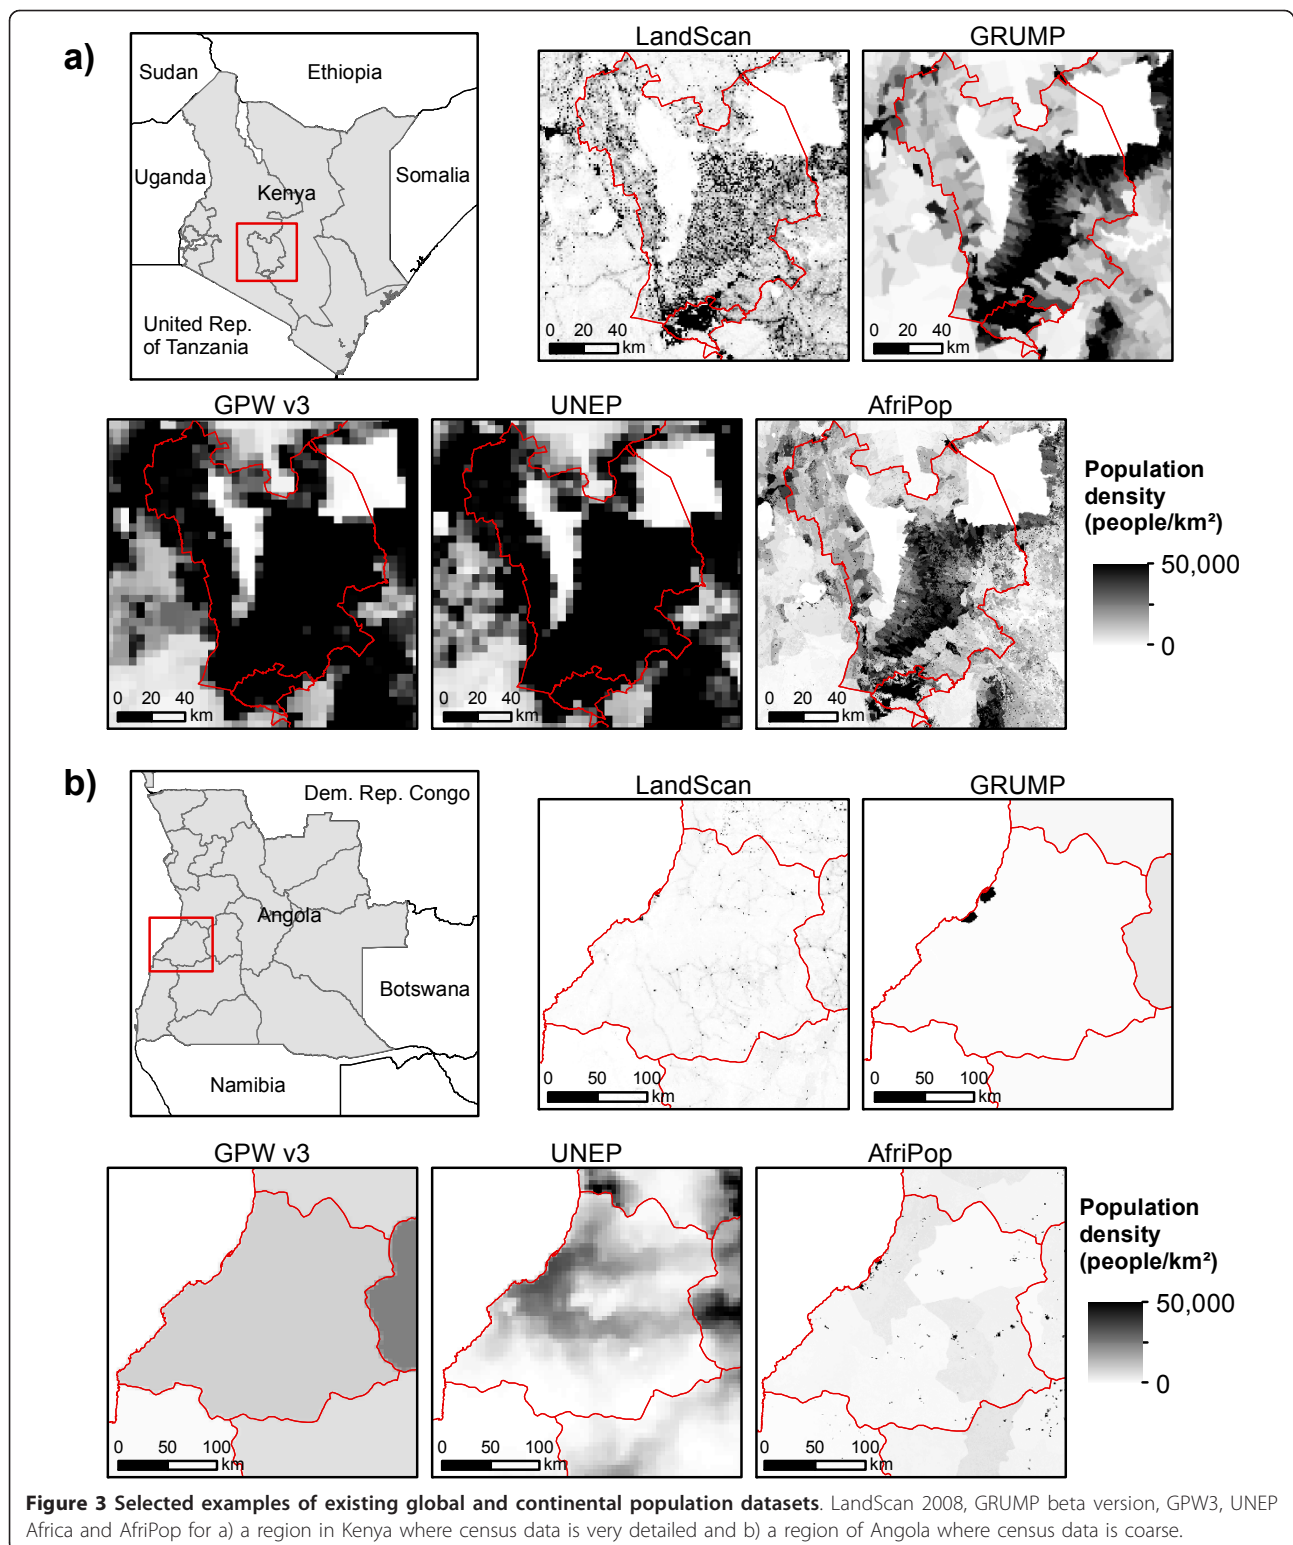 a)
Sudan
Ethiopia
Uganda
Kenya
Somalia
United Rep.
of Tanzania
LandScan
0 20 40
km
GRUMP
0 20 40
km
GPW v3
0 20 40
km
UNEP
0 20 40
km
AfriPop
0 20 40
km
Population
density
(people/km²)
50,000
0
b)
Dem. Rep. Congo
Angola
Botswana
Namibia
LandScan
0 50 100
km
GRUMP
0 50 100
km
GPW v3
0 50 100
km
UNEP
0 50 100
km
AfriPop
0 50 100
km
Population
density
(people/km²)
50,000
0
Figure 3 Selected examples of existing global and continental population datasets. LandScan 2008, GRUMP beta version, GPW3, UNEP
Africa and AfriPop for a) a region in Kenya where census data is very detailed and b) a region of Angola where census data is coarse.